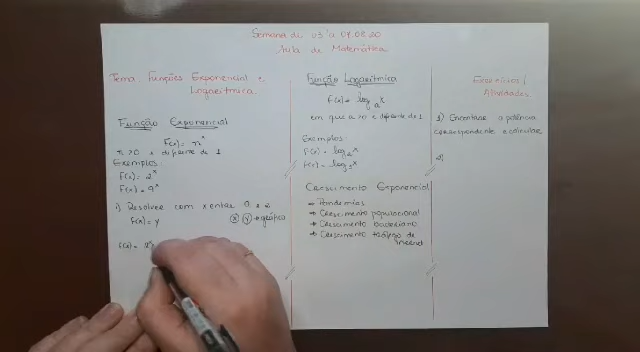 Semana de 03 a 07.08.20
Aula de Matemática
Tema: Funções Exponencial e
Logarítmica
Função Exponencial
F(x) = n^x
n>0 e diferente de 1
Exemplos:
F(x) = 2^x
F(x) = 9^x
1) Resolver com x entre 0 e 2
F(x) = y
(x) (y) → gráfico
F(x) = 2^x
Função Logarítmica
F(x) = log_a^x
em que a>0 e diferente de 1
Exemplos:
F(x) = log_2^x
F(x) = log_3^x
Crescimento Exponencial
→ Pandemias
→ Crescimento populacional
→ Crescimento bacteriano
→ Crescimento tráfego de
internet
Exercícios/
Atividades
1) Encontrar a potência
correspondente e calcular
2)